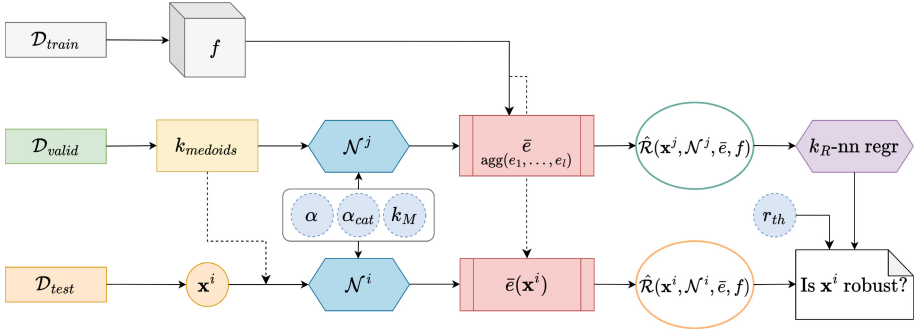 𝒟_train
f
𝒟_valid
k_medoids
𝒩^j
ē
agg(e_1, . . . , e_l)
ℛ̂(𝐱^j, 𝒩^j, ē, f)
k_R-nn regr
α
α_cat
k_M
r_th
𝒟_test
𝐱^i
𝒩^i
ē(𝐱^i)
ℛ̂(𝐱^i, 𝒩^i, ē, f)
Is 𝐱^i robust?